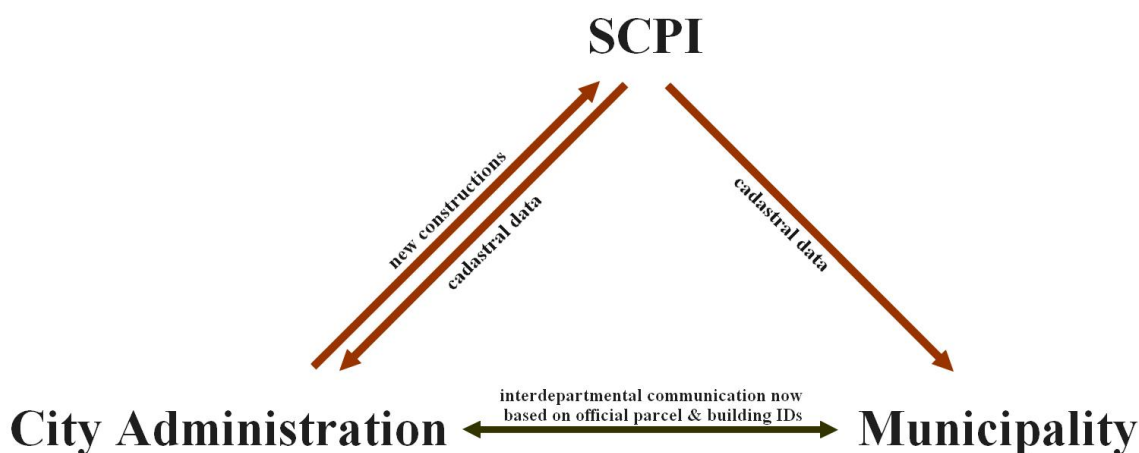 SCPI
new constructions
cadastral data
cadastral data
interdepartmental communication now
based on official parcel & building IDs
City Administration
Municipality